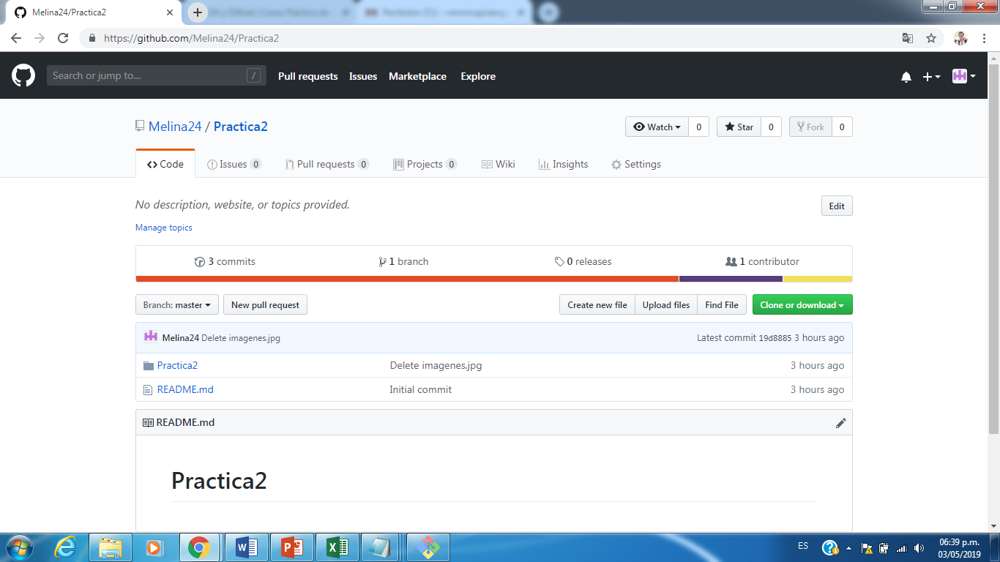 Melina24/Practica2
https://github.com/Melina24/Practica2
Search or jump to... /
Pull requests Issues Marketplace Explore
Melina24 / Practica2
Watch 0 Star 0 Fork 0
Code Issues 0 Pull requests 0 Projects 0 Wiki Insights Settings
No description, website, or topics provided.
Edit
Manage topics
3 commits 1 branch 0 releases 1 contributor
Branch: master New pull request Create new file Upload files Find File Clone or download
Melina24 Delete imagenes.jpg Latest commit 19d8885 3 hours ago
Practica2 Delete imagenes.jpg 3 hours ago
README.md Initial commit 3 hours ago
README.md
Practica2
ES
06:39 p.m.
03/05/2019